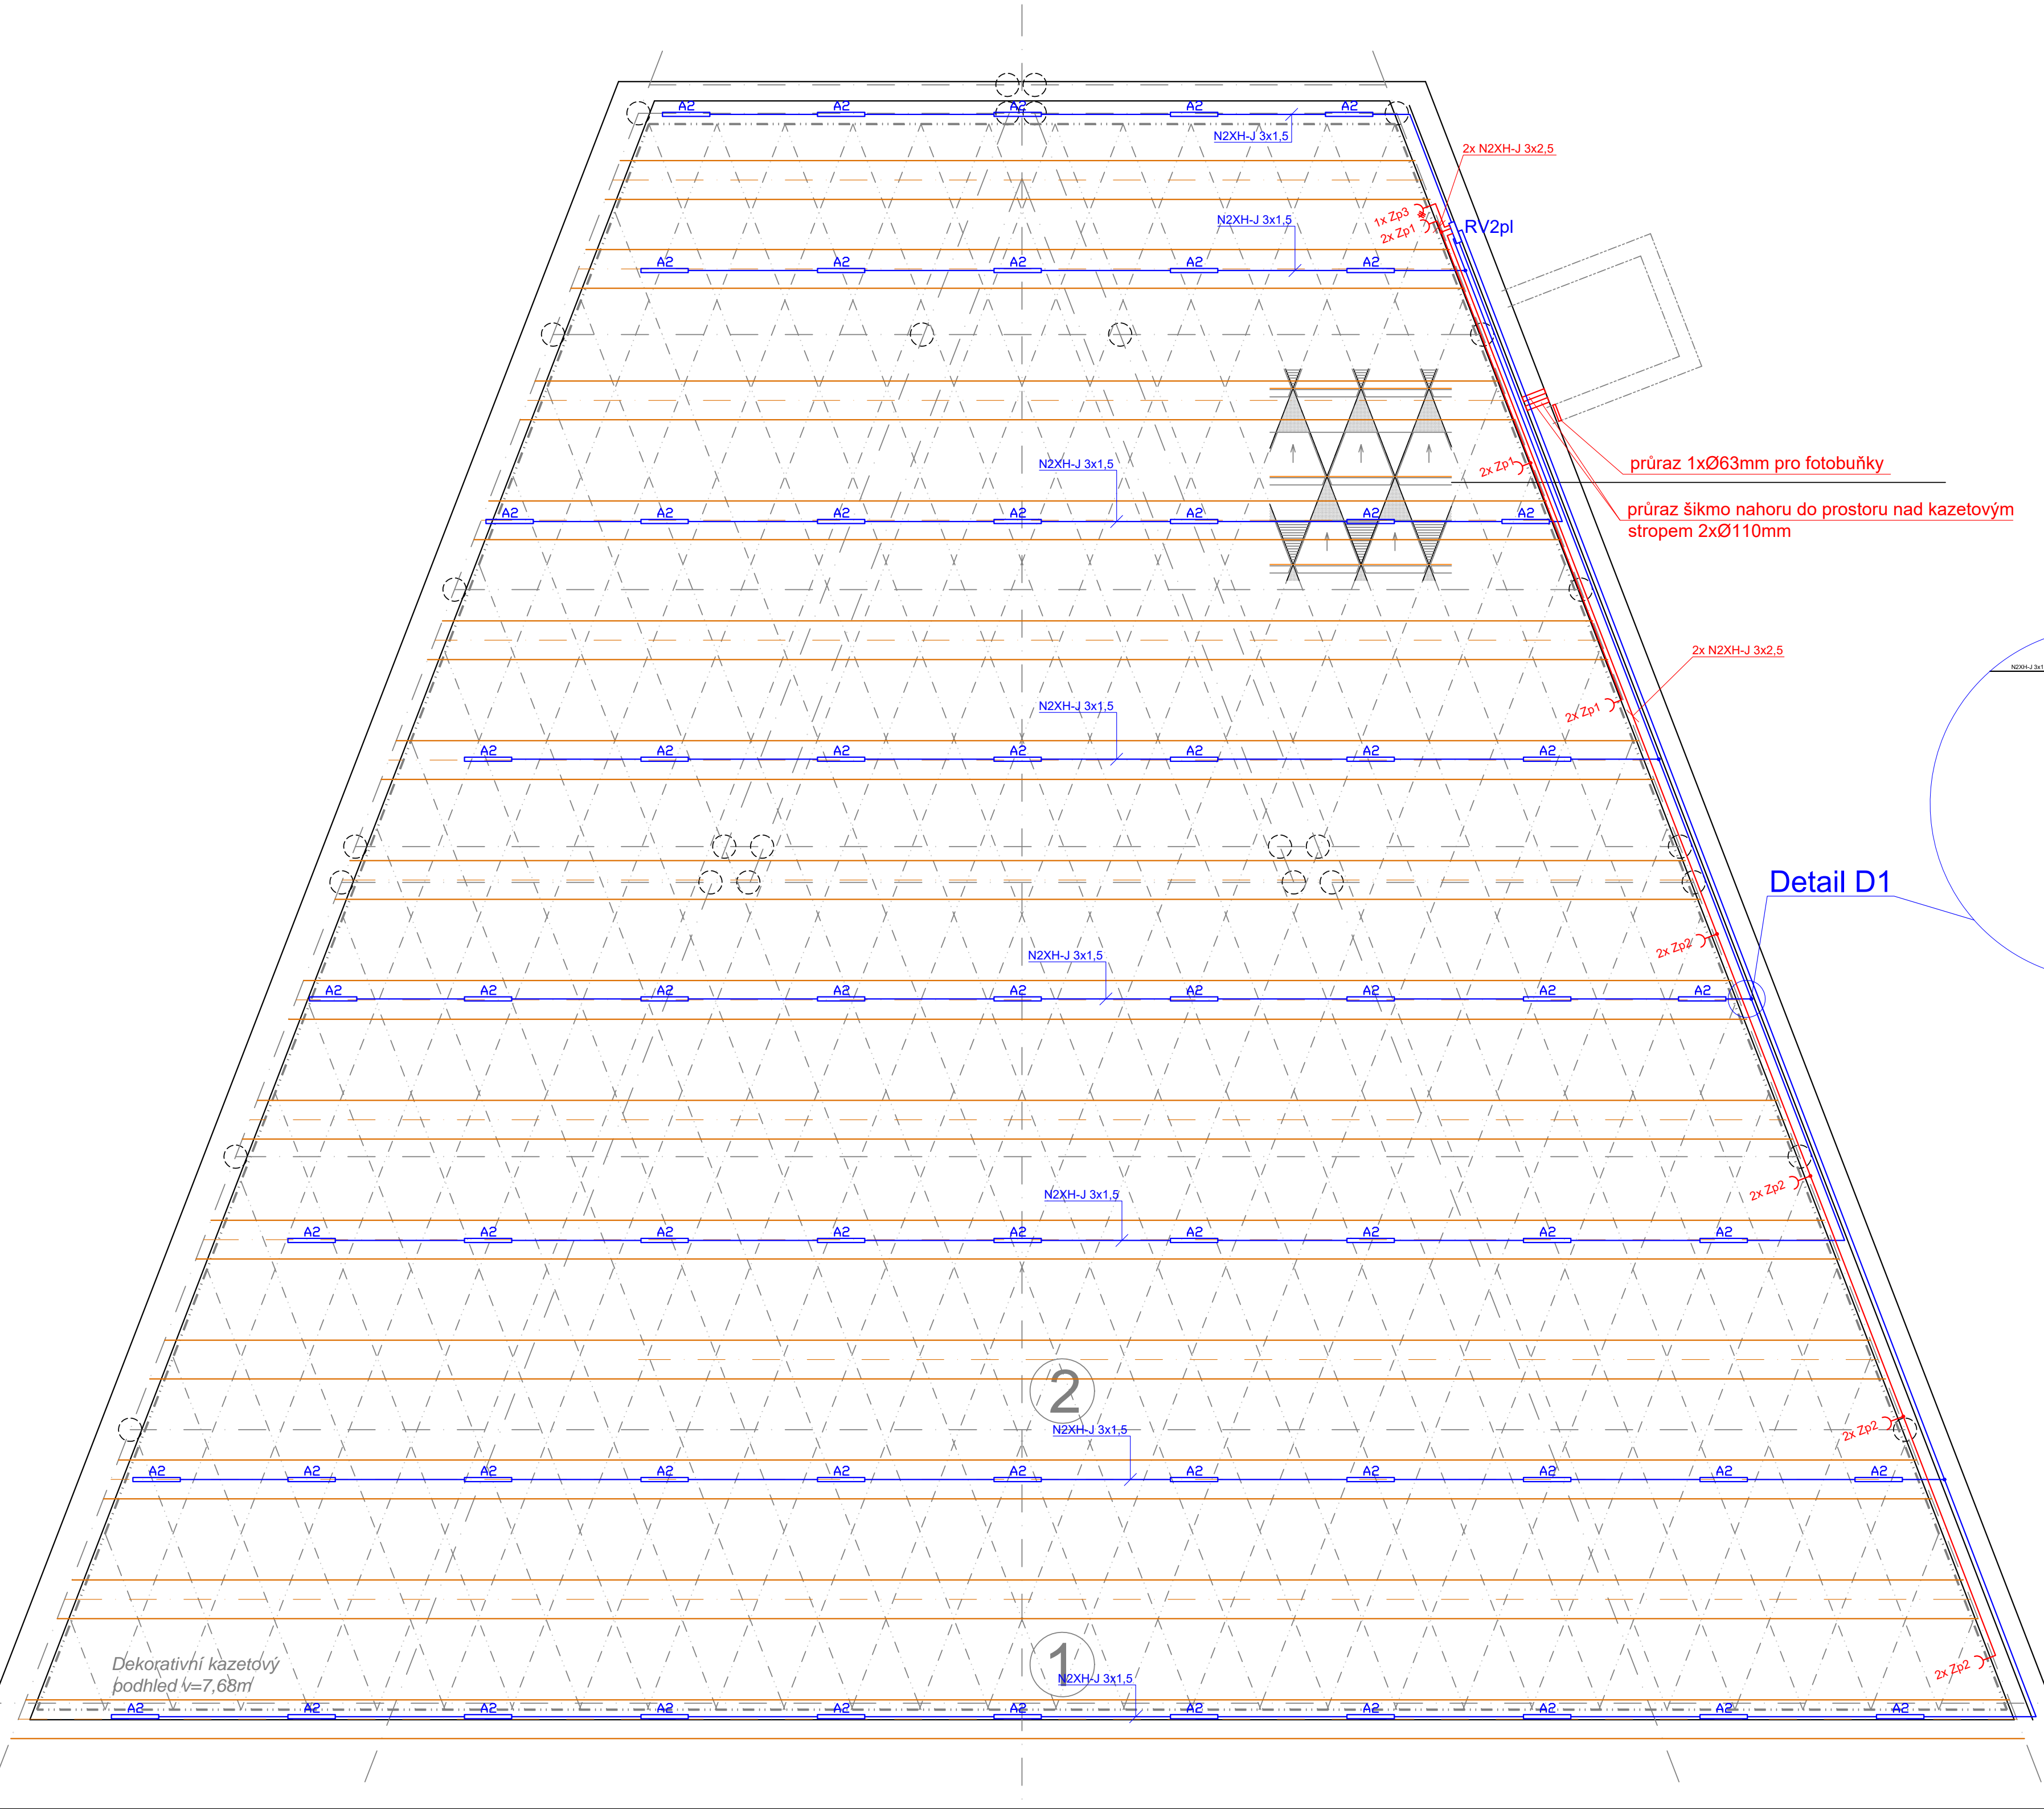 A2 A2 A2 A2 A2
N2XH-J 3x1,5
2x N2XH-J 3x2,5
1x Zp3
2x Zp1
N2XH-J 3x1,5
RV2pl
A2 A2 A2 A2 A2
průraz 1xØ63mm pro fotobuňky
N2XH-J 3x1,5
2x Zp1
průraz šikmo nahoru do prostoru nad kazetovým
stropem 2xØ110mm
A2 A2 A2 A2 A2 A2 A2
2x N2XH-J 3x2,5
N2XH-J 3x1
N2XH-J 3x1,5
2x Zp1
A2 A2 A2 A2 A2 A2 A2
Detail D1
2x Zp2
N2XH-J 3x1,5
A2 A2 A2 A2 A2 A2 A2 A2 A2
2x Zp2
N2XH-J 3x1,5
A2 A2 A2 A2 A2 A2 A2 A2 A2
2
N2XH-J 3x1,5
2x Zp2
A2 A2 A2 A2 A2 A2 A2 A2 A2 A2 A2
Dekorativní kazetový
podhled v=7,68m
1
N2XH-J 3x1,5
2x Zp2
A2 A2 A2 A2 A2 A2 A2 A2 A2 A2 A2